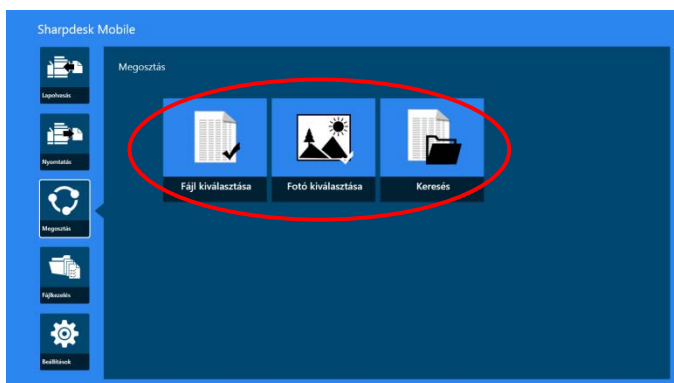 Sharpdesk Mobile
Megosztás
Lapolvasás
Nyomtatás
Megosztás
Fájlkezelés
Beállítások
Fájl kiválasztása
Fotó kiválasztása
Keresés